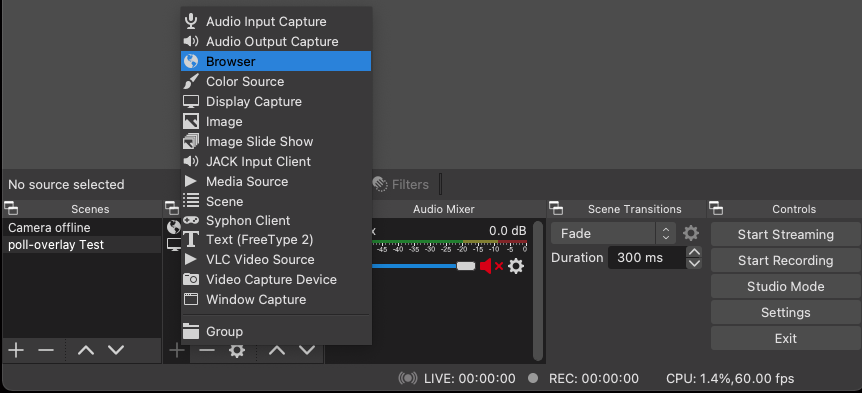 Audio Input Capture
Audio Output Capture
Browser
Color Source
Display Capture
Image
Image Slide Show
JACK Input Client
Media Source
Scene
Syphon Client
Text (FreeType 2)
VLC Video Source
Video Capture Device
Window Capture
Group
No source selected
Filters
Scenes
Camera offline
poll-overlay Test
Audio Mixer
0.0 dB
-45 -40 -35 -30 -25 -20 -15 -10 -5 0
Scene Transitions
Fade
Duration 300 ms
Controls
Start Streaming
Start Recording
Studio Mode
Settings
Exit
LIVE: 00:00:00 REC: 00:00:00 CPU: 1.4%,60.00 fps